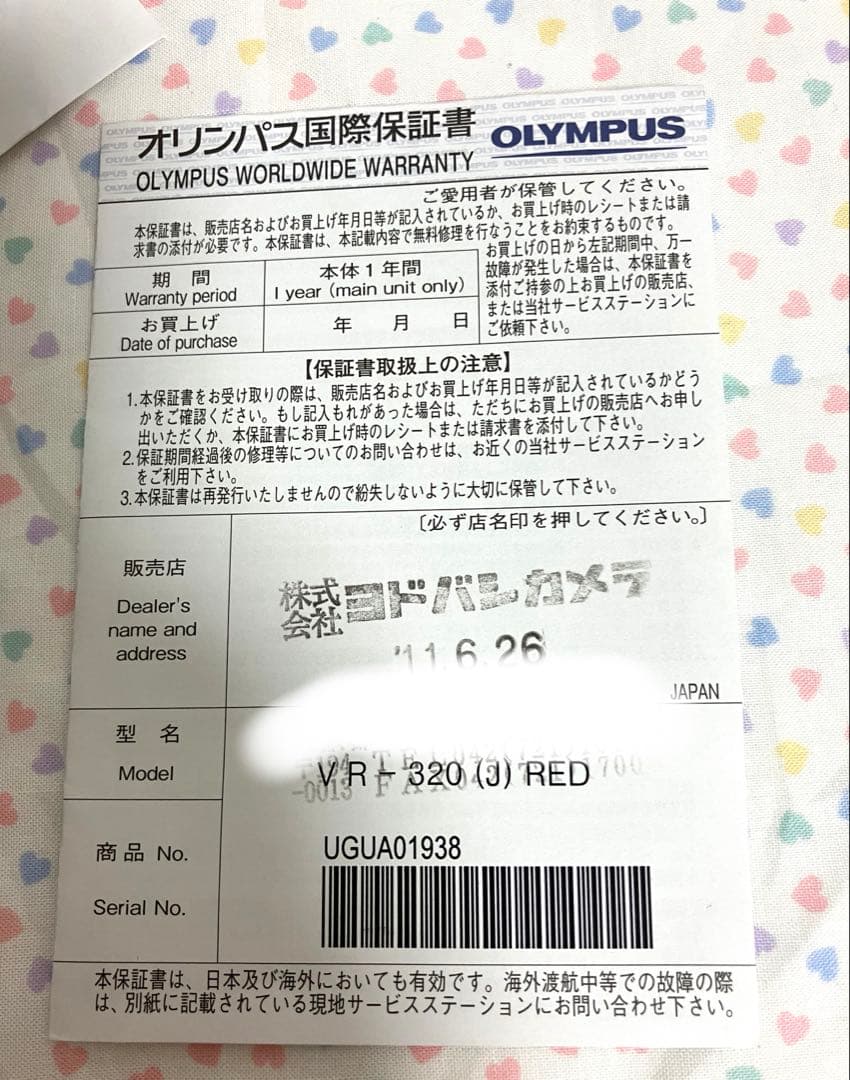 オリンパス国際保証書 OLYMPUS
OLYMPUS WORLDWIDE WARRANTY
ご愛用者が保管してください。
本保証書は、販売店名およびお買上げ年月日等が記入されているか、お買上げ時のレシートまたは請
求書の添付が必要です。本保証書は、本記載内容で無料修理を行なうことをお約束するものです。
期 間
Warranty period
本体1年間
1 year (main unit only)
お買上げ
Date of purchase
年 月 日
お買上げの日から左記期間中、万一
故障が発生した場合は、本保証書を
添付ご持参の上お買上げの販売店、
または当社サービスステーションに
ご依頼下さい。
【保証書取扱上の注意】
1.本保証書をお受け取りの際は、販売店名およびお買上げ年月日等が記入されているかどう
かをご確認ください。もし記入もれがあった場合は、ただちにお買上げの販売店へお申し
出いただくか、本保証書にお買上げ時のレシートまたは請求書を添付して下さい。
2.保証期間経過後の修理等についてのお問い合わせは、お近くの当社サービスステーション
をご利用下さい。
3.本保証書は再発行いたしませんので紛失しないように大切に保管して下さい。
〔必ず店名印を押してください。〕
販売店
Dealer's
name and
address
株式会社ヨドバシカメラ
'11.6.26
JAPAN
型 名
Model
VR-320 (J) RED
-0013
商品 No.
Serial No.
UGUA01938
本保証書は、日本及び海外においても有効です。海外渡航中等での故障の際
は、別紙に記載されている現地サービスステーションにお問い合わせ下さい。